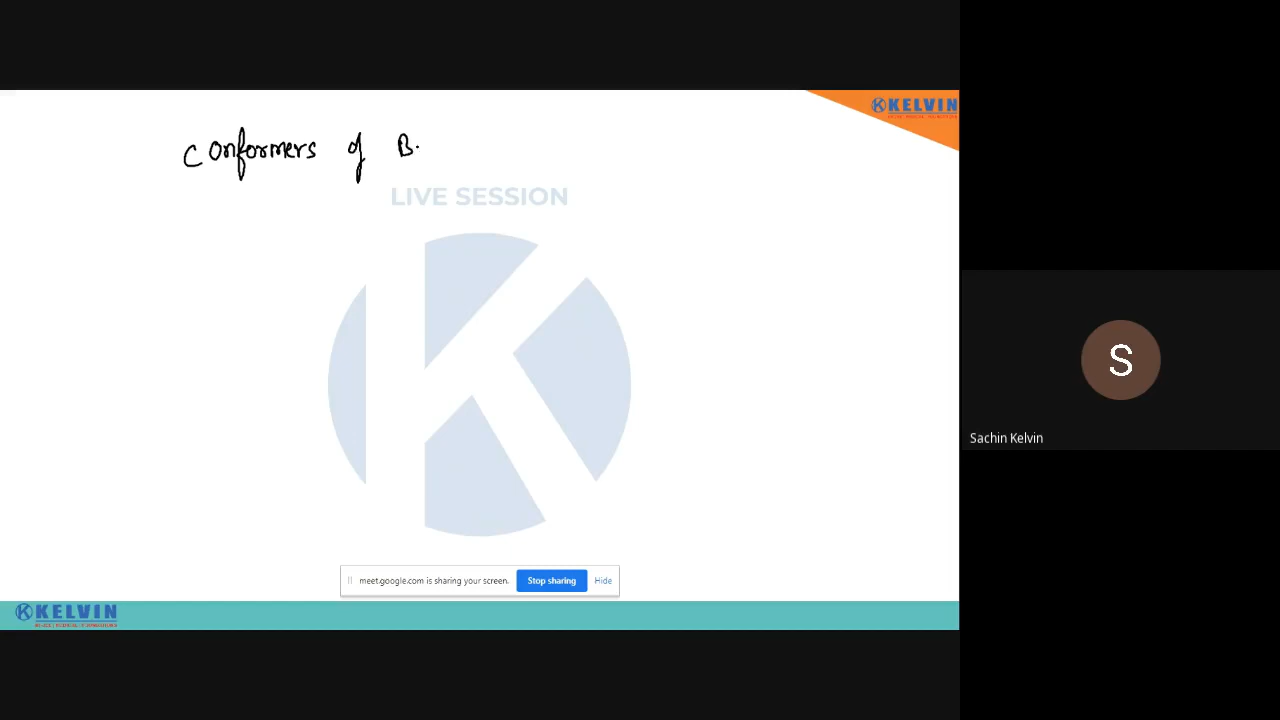 KELVIN
Conformers of B.
LIVE SESSION
meet.google.com is sharing your screen.
Stop sharing
Hide
KELVIN
S
Sachin Kelvin